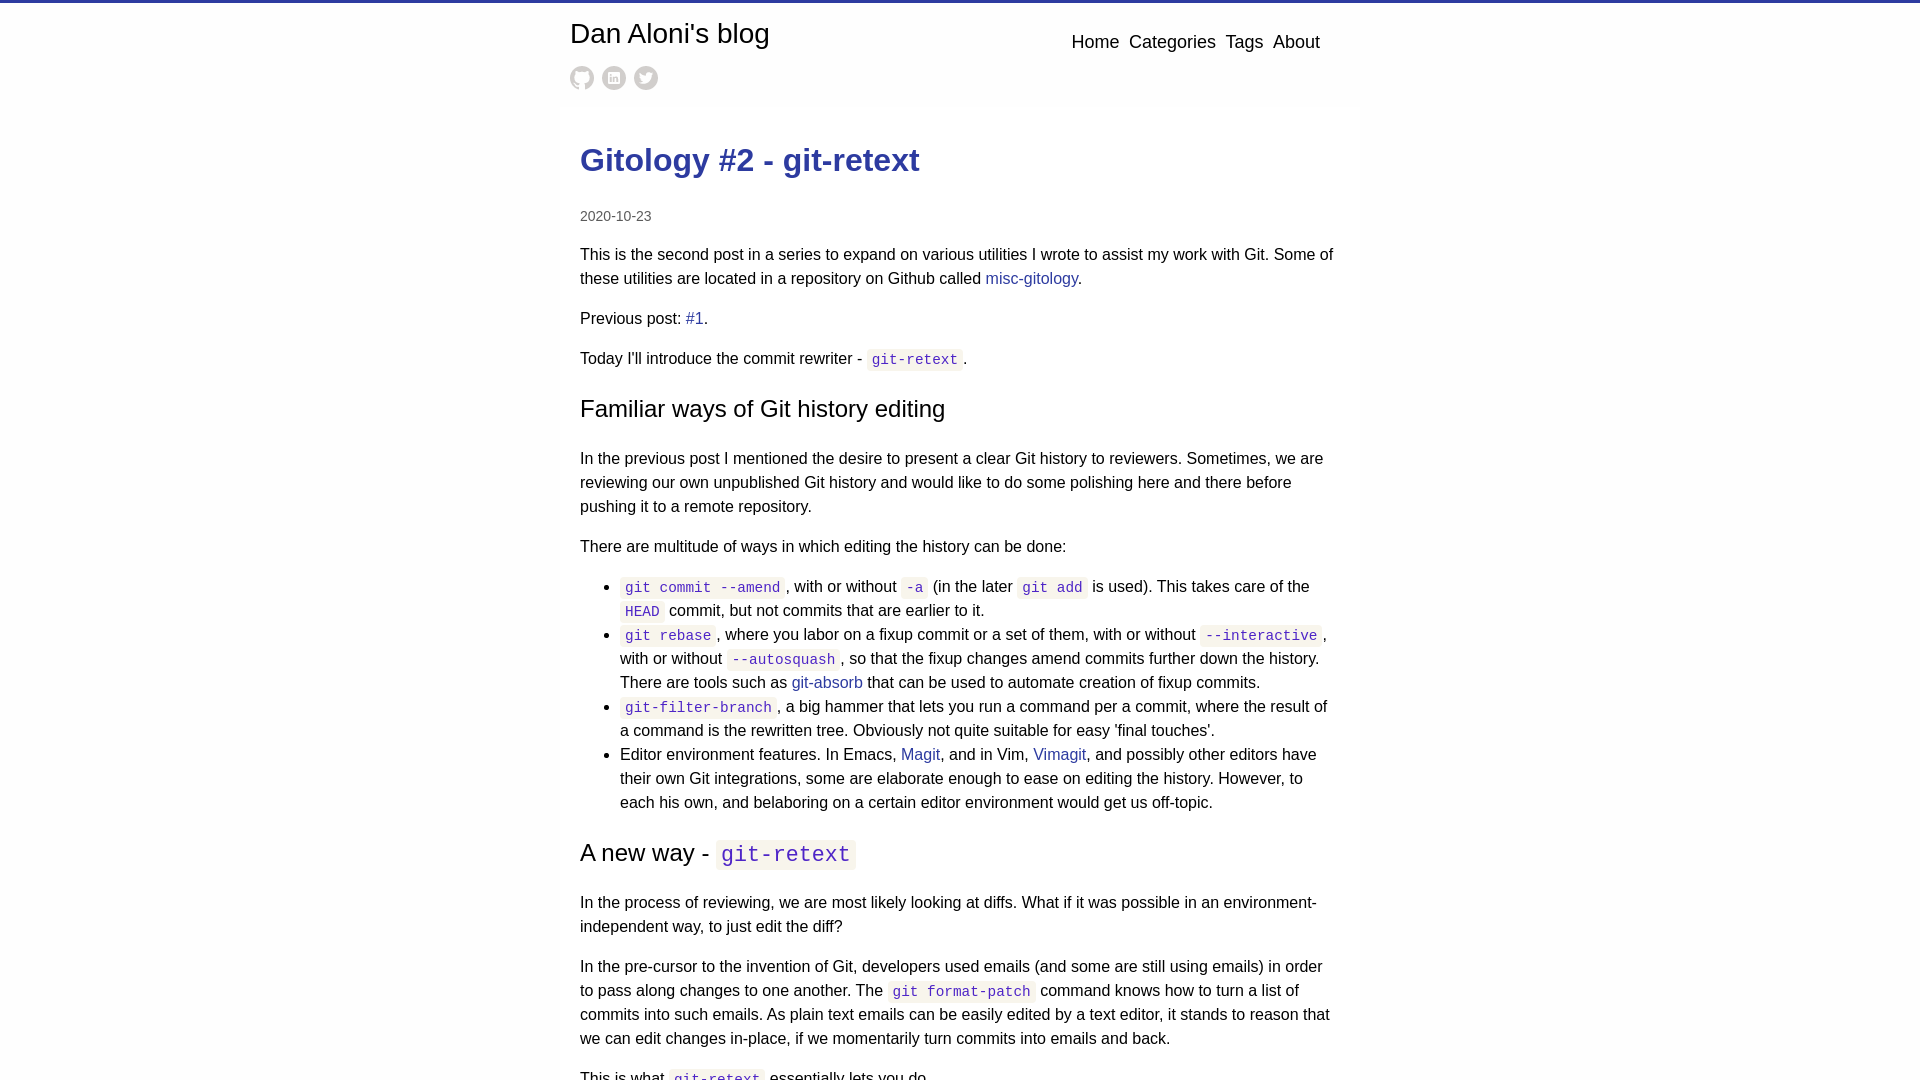 Dan Aloni's blog
Home Categories Tags About
Gitology #2 - git-retext
2020-10-23
This is the second post in a series to expand on various utilities I wrote to assist my work with Git. Some of
these utilities are located in a repository on Github called misc-gitology.
Previous post: #1.
Today I'll introduce the commit rewriter - git-retext.
Familiar ways of Git history editing
In the previous post I mentioned the desire to present a clear Git history to reviewers. Sometimes, we are
reviewing our own unpublished Git history and would like to do some polishing here and there before
pushing it to a remote repository.
There are multitude of ways in which editing the history can be done:
git commit --amend, with or without -a (in the later git add is used). This takes care of the
HEAD commit, but not commits that are earlier to it.
git rebase, where you labor on a fixup commit or a set of them, with or without --interactive,
with or without --autosquash, so that the fixup changes amend commits further down the history.
There are tools such as git-absorb that can be used to automate creation of fixup commits.
git-filter-branch, a big hammer that lets you run a command per a commit, where the result of
a command is the rewritten tree. Obviously not quite suitable for easy 'final touches'.
Editor environment features. In Emacs, Magit, and in Vim, Vimagit, and possibly other editors have
their own Git integrations, some are elaborate enough to ease on editing the history. However, to
each his own, and belaboring on a certain editor environment would get us off-topic.
A new way - git-retext
In the process of reviewing, we are most likely looking at diffs. What if it was possible in an environment-
independent way, to just edit the diff?
In the pre-cursor to the invention of Git, developers used emails (and some are still using emails) in order
to pass along changes to one another. The git format-patch command knows how to turn a list of
commits into such emails. As plain text emails can be easily edited by a text editor, it stands to reason that
we can edit changes in-place, if we momentarily turn commits into emails and back.
This is what git-retext essentially lets you do.